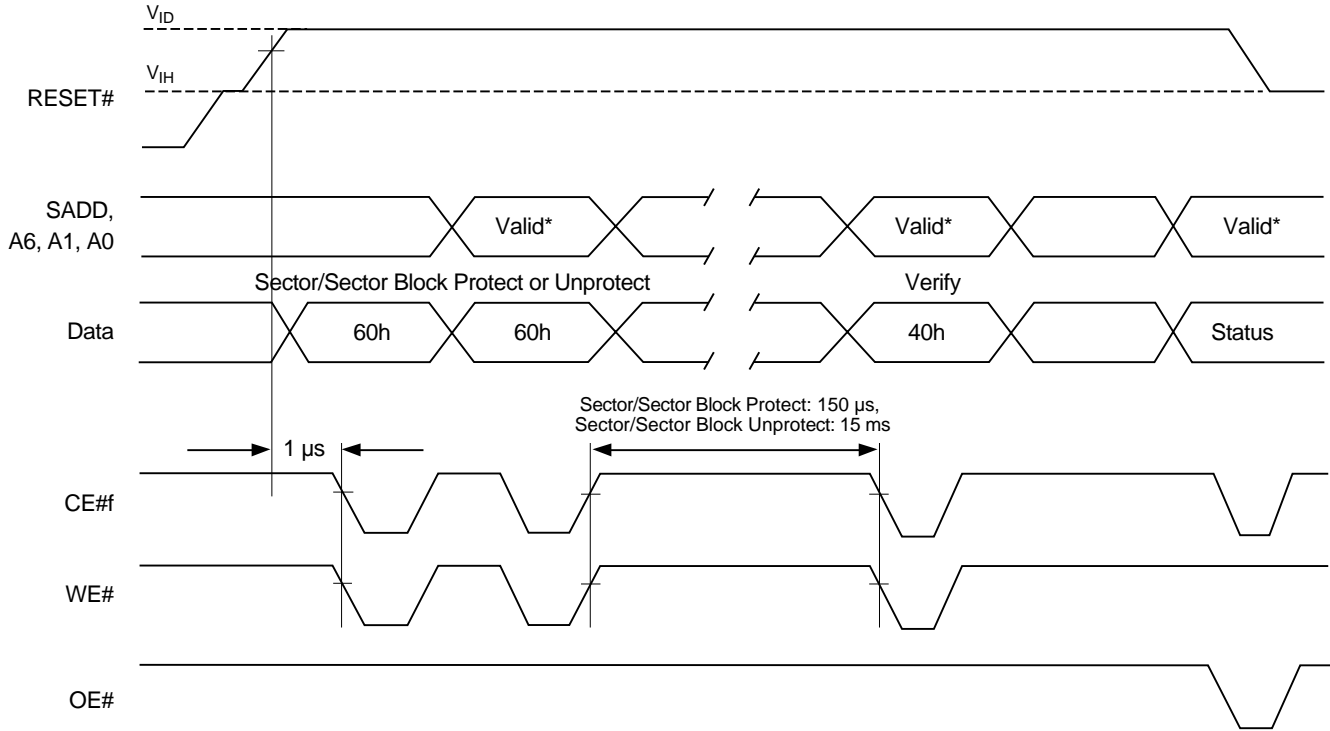 VID
VIH
RESET#
SADD,
A6, A1, A0
Valid*
Valid*
Valid*
Sector/Sector Block Protect or Unprotect
Verify
Data
60h
60h
40h
Status
Sector/Sector Block Protect: 150 µs,
Sector/Sector Block Unprotect: 15 ms
1 µs
CE#f
WE#
OE#